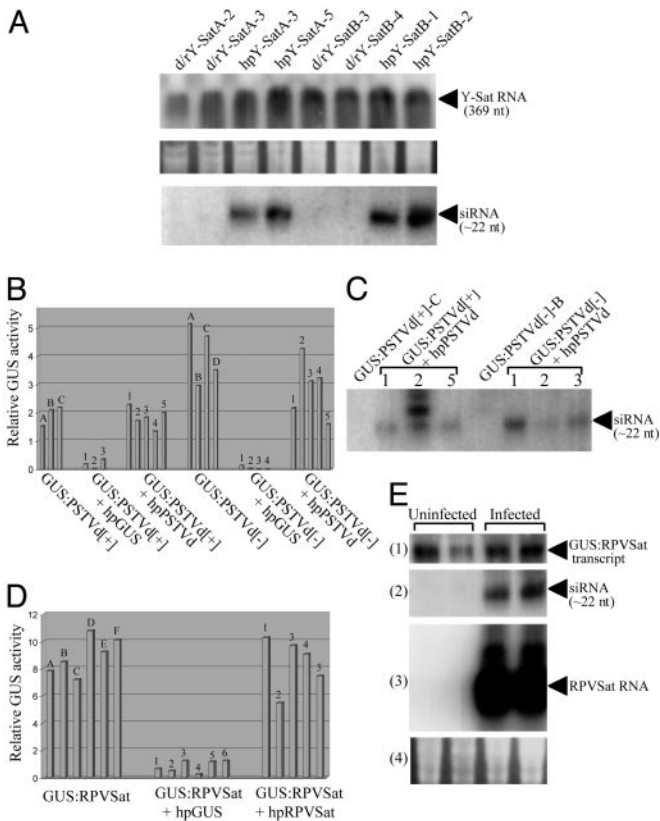 A
d/rY-SatA-2
d/rY-SatA-3
hpY-SatA-3
hpY-SatA-5
d/rY-SatB-3
d/rY-SatB-4
hpY-SatB-1
hpY-SatB-2
Y-Sat RNA
(369 nt)
siRNA
(~22 nt)
B
Relative GUS activity
5
4
3
2
1
0
A B C
1 2 3
1 2 3 4 5
A B C D
1 2 3 4
1 2 3 4 5
GUS:PSTVd[+]
GUS:PSTVd[+]
+ hpGUS
GUS:PSTVd[+]
+ hpPSTVd
GUS:PSTVd[-]
GUS:PSTVd[-]
+ hpGUS
GUS:PSTVd[-]
+ hpPSTVd
C
GUS:PSTVd[+]-C
GUS:PSTVd[+]
+ hpPSTVd
GUS:PSTVd[-]-B
GUS:PSTVd[-]
+ hpPSTVd
1 2 5 1 2 3
siRNA
(~22 nt)
D
Relative GUS activity
12
10
8
6
4
2
0
A B C D E F
1 2 3 4 5 6
1 2 3 4 5
GUS:RPVSat
GUS:RPVSat
+ hpGUS
GUS:RPVSat
+ hpRPVSat
E
Uninfected Infected
(1)
GUS:RPVSat
transcript
(2)
siRNA
(~22 nt)
(3)
RPVSat RNA
(4)